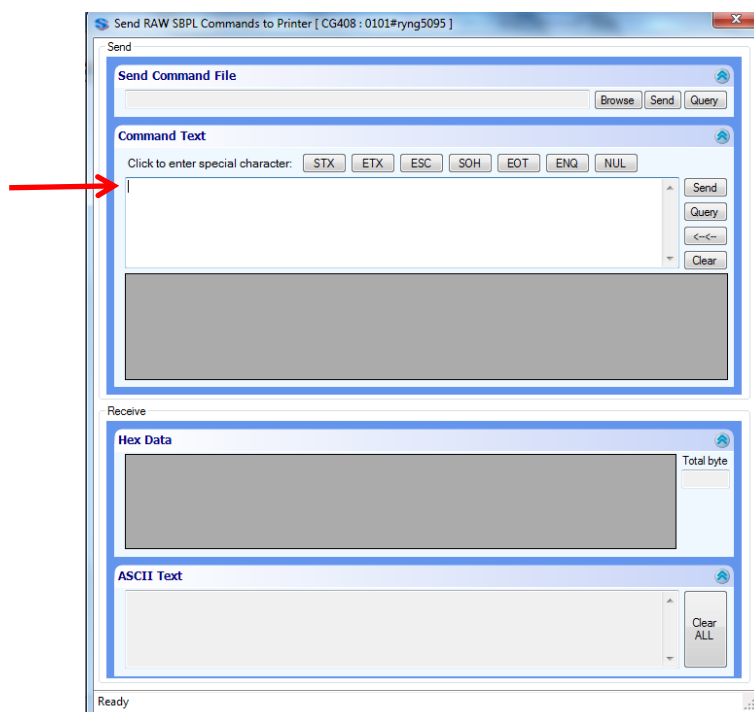 Send RAW SBPL Commands to Printer [ CG408 : 0101#ryng5095 ]
Send
Send Command File
Browse Send Query
Command Text
Click to enter special character: STX ETX ESC SOH EOT ENQ NUL
Send
Query
<--<--
Clear
Receive
Hex Data
Total byte
ASCII Text
Clear
ALL
Ready